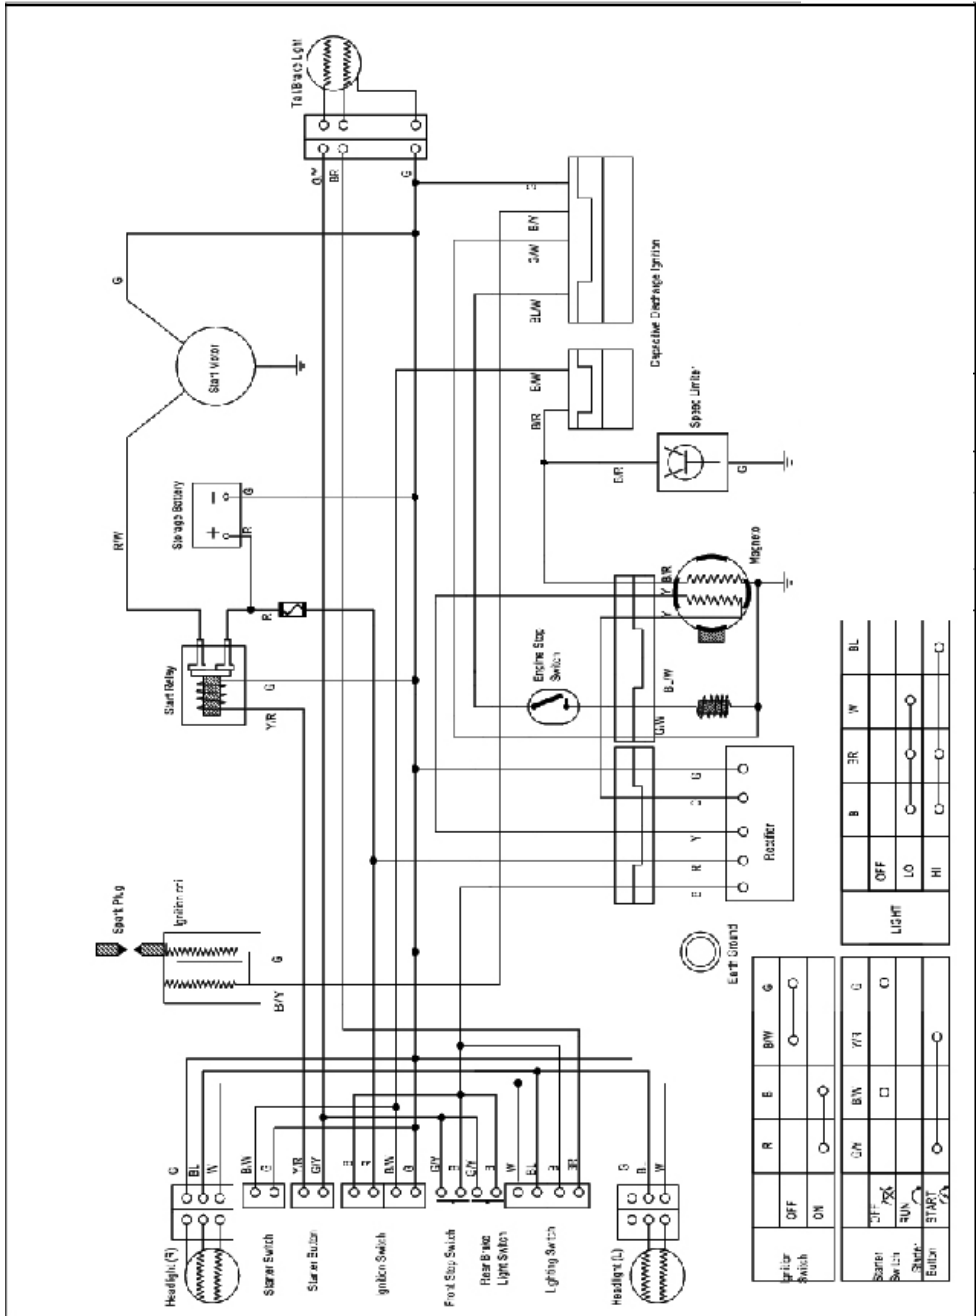 Tail Brake Light
G/Y
BR
G
G
Start Motor
G
B/Y
G/W
BL/W
Capacitive Discharge Ignition
B/W
B/R
Speed Limiter
B/R
G
Storage Battery
+
-
R
G
R/W
Start Relay
R
G
Y/R
Engine Stop
Switch
Magneto
Y
B/R
Y
BL/W
G/W
G
Y
R
Rectifier
Spark Plug
Ignition coil
G
B/Y
Earth Ground
Headlight (R)
G
BL
W
Starter Switch
B/W
G
Starter Button
Y/R
G/Y
Ignition Switch
B/W
G
Front Stop Switch
G/Y
B
Rear Brake
Light Switch
G/Y
B
Lighting Switch
W
BL
B
BR
Headlight (L)
G
W
B
BR
W
BL
LIGHT
OFF
LO
HI
R
B
B/W
G
Ignition
Switch
OFF
ON
G/Y
B/W
Y/R
G
Starter
Switch
OFF
RUN
Starter
Button
START